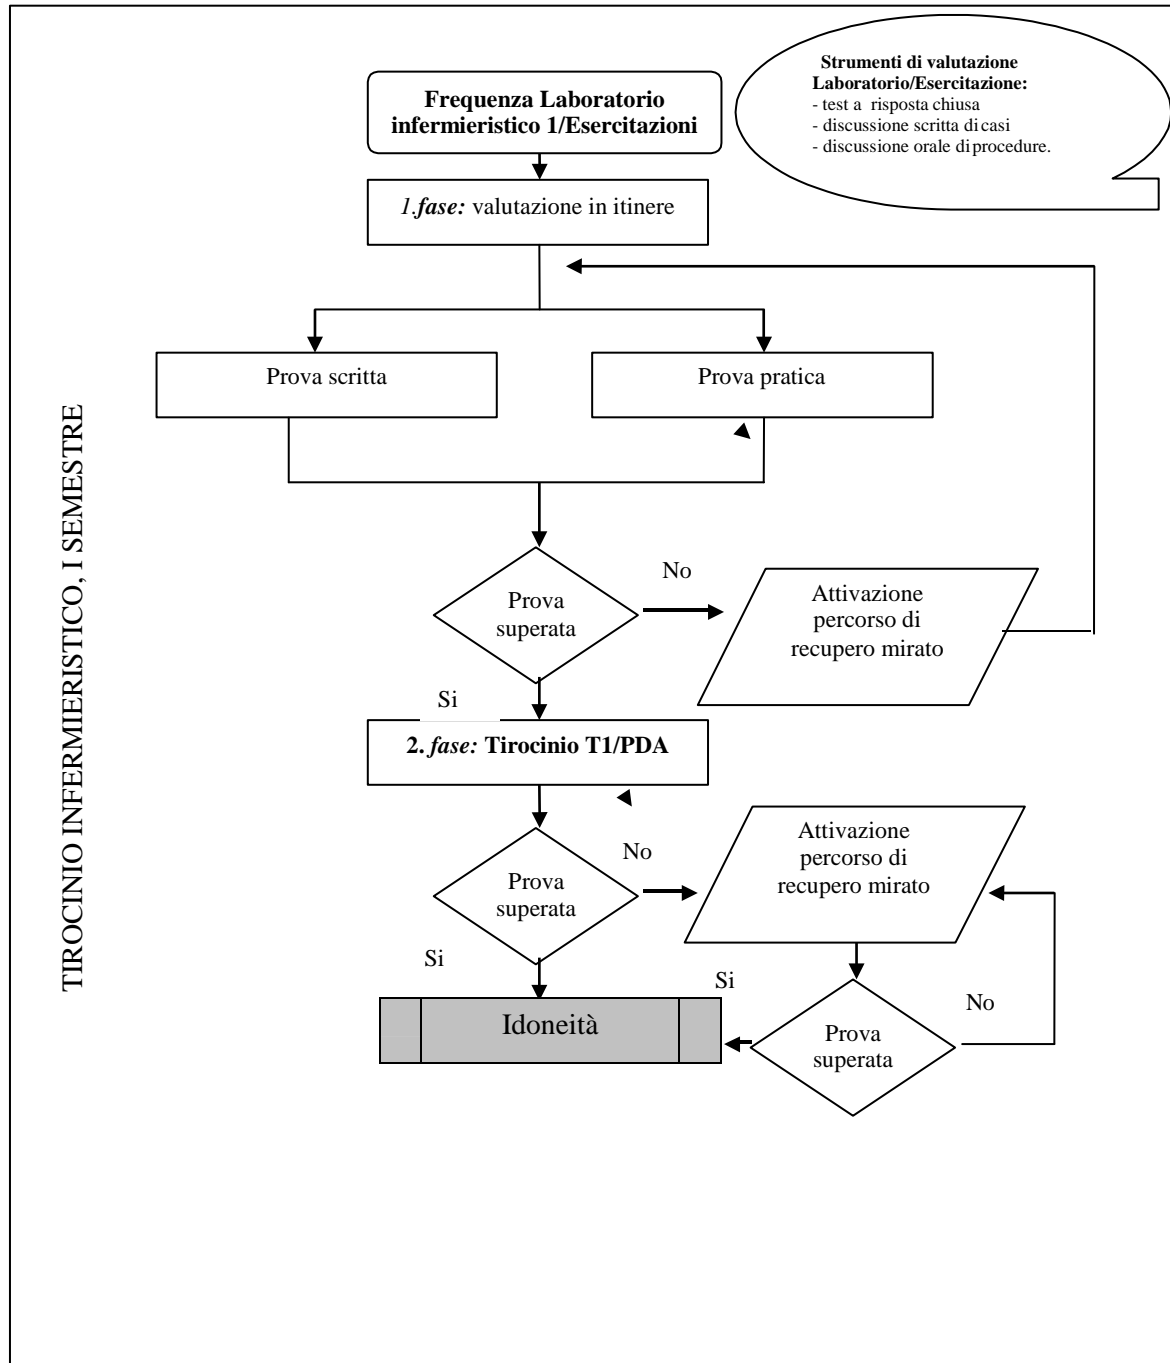 Strumenti di valutazione
Laboratorio/Esercitazione:
- test a risposta chiusa
- discussione scritta di casi
- discussione orale di procedure.
Frequenza Laboratorio
infermieristico 1/Esercitazioni
1.fase: valutazione in itinere
Prova scritta
Prova pratica
TIROCINIO INFERMIERISTICO, I SEMESTRE
Prova
superata
No
Attivazione
percorso di
recupero mirato
Si
2. fase: Tirocinio T1/PDA
Prova
superata
No
Attivazione
percorso di
recupero mirato
Si
Idoneità
Si
Prova
superata
No